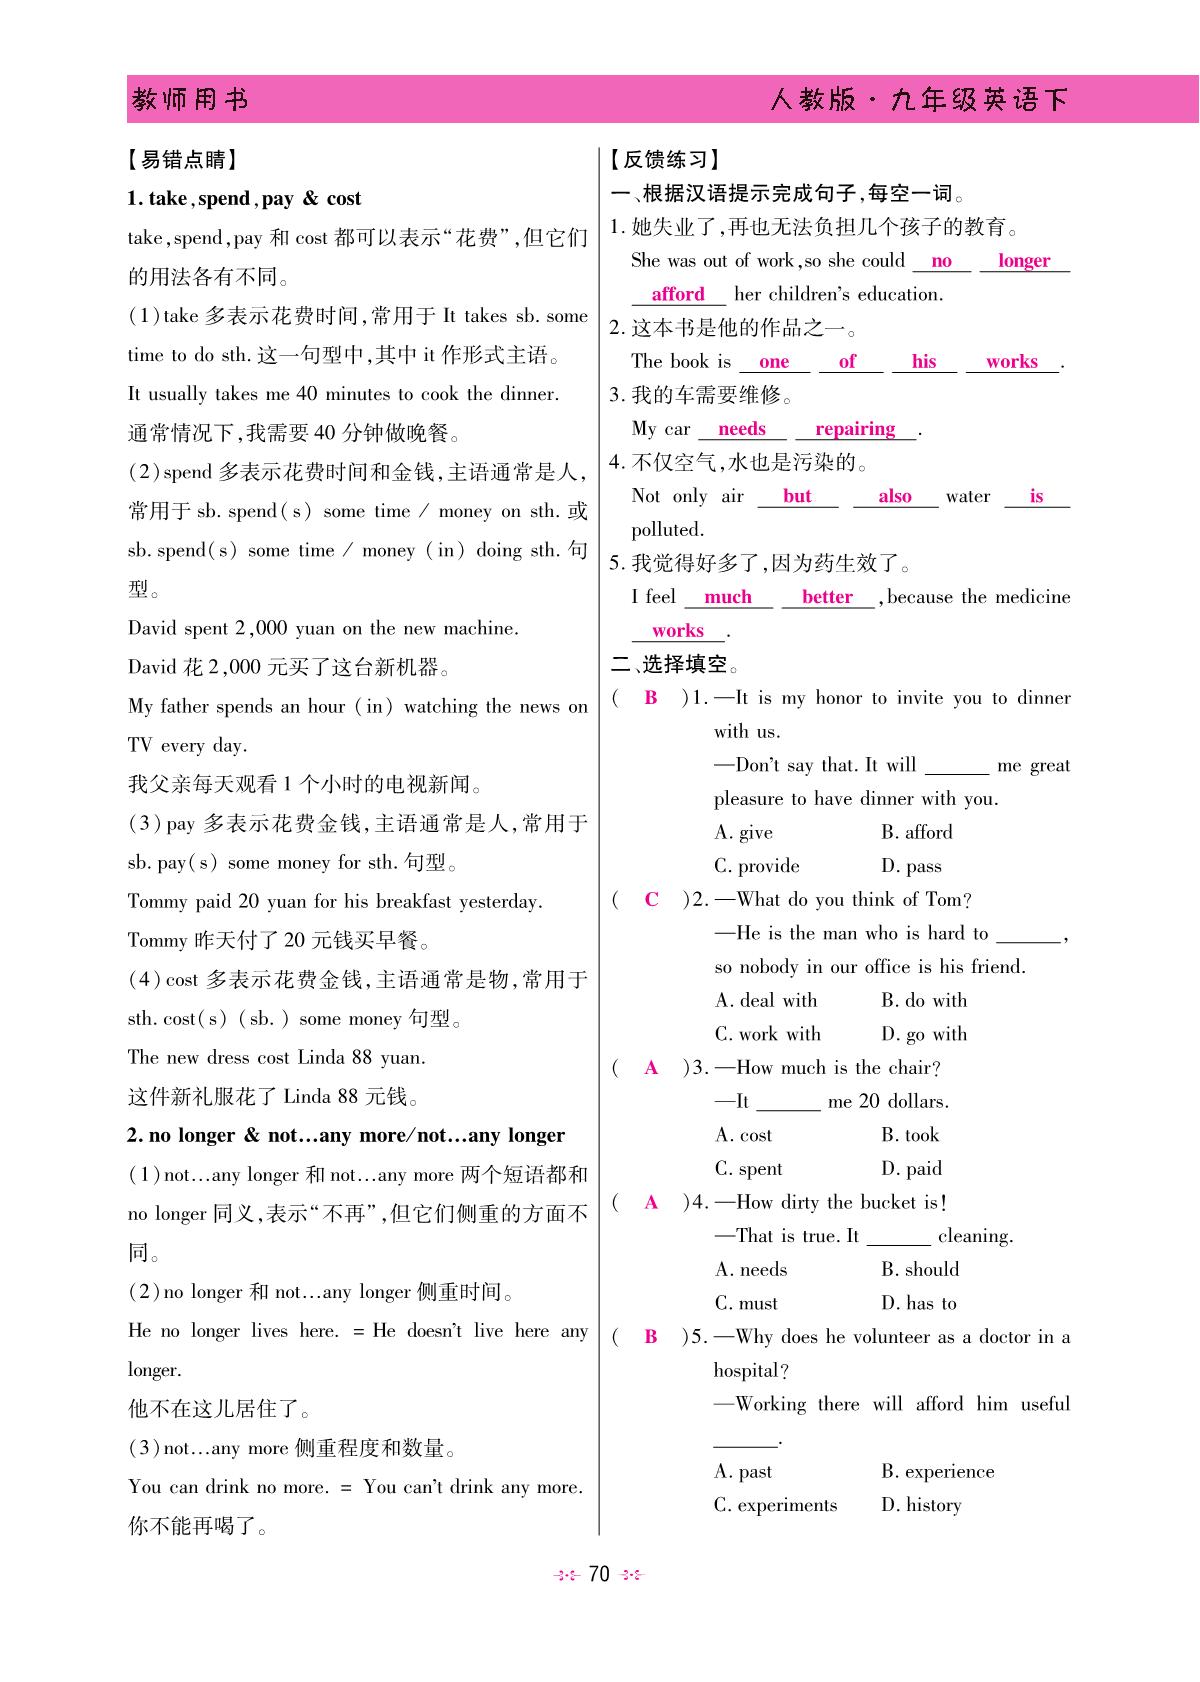 教师用书
人教版·九年级英语下
【易错点睛】
1. take,spend,pay & cost
take,spend,pay 和 cost 都可以表示“花费”,但它们
的用法各有不同。
(1)take 多表示花费时间,常用于 It takes sb. some
time to do sth. 这一句型中,其中 it 作形式主语。
It usually takes me 40 minutes to cook the dinner.
通常情况下,我需要 40 分钟做晚餐。
(2)spend 多表示花费时间和金钱,主语通常是人,
常用于 sb. spend(s) some time / money on sth. 或
sb. spend(s) some time / money (in) doing sth. 句
型。
David spent 2,000 yuan on the new machine.
David 花 2,000 元买了这台新机器。
My father spends an hour (in) watching the news on
TV every day.
我父亲每天观看 1 个小时的电视新闻。
(3)pay 多表示花费金钱,主语通常是人,常用于
sb. pay(s) some money for sth. 句型。
Tommy paid 20 yuan for his breakfast yesterday.
Tommy 昨天付了 20 元钱买早餐。
(4)cost 多表示花费金钱,主语通常是物,常用于
sth. cost(s) (sb.) some money 句型。
The new dress cost Linda 88 yuan.
这件新礼服花了 Linda 88 元钱。
2. no longer & not…any more/not…any longer
(1)not…any longer 和 not…any more 两个短语都和
no longer 同义,表示“不再”,但它们侧重的方面不
同。
(2)no longer 和 not…any longer 侧重时间。
He no longer lives here. = He doesn't live here any
longer.
他不在这儿居住了。
(3)not…any more 侧重程度和数量。
You can drink no more. = You can't drink any more.
你不能再喝了。
【反馈练习】
一、根据汉语提示完成句子,每空一词。
1. 她失业了,再也无法负担几个孩子的教育。
She was out of work,so she could no longer
afford her children's education.
2. 这本书是他的作品之一。
The book is one of his works.
3. 我的车需要维修。
My car needs repairing.
4. 不仅空气,水也是污染的。
Not only air but also water is
polluted.
5. 我觉得好多了,因为药生效了。
I feel much better,because the medicine
works.
二、选择填空。
( B )1. —It is my honor to invite you to dinner
with us.
—Don't say that. It will ______ me great
pleasure to have dinner with you.
A. give B. afford
C. provide D. pass
( C )2. —What do you think of Tom?
—He is the man who is hard to ______,
so nobody in our office is his friend.
A. deal with B. do with
C. work with D. go with
( A )3. —How much is the chair?
—It ______ me 20 dollars.
A. cost B. took
C. spent D. paid
( A )4. —How dirty the bucket is!
—That is true. It ______ cleaning.
A. needs B. should
C. must D. has to
( B )5. —Why does he volunteer as a doctor in a
hospital?
—Working there will afford him useful
______.
A. past B. experience
C. experiments D. history
70